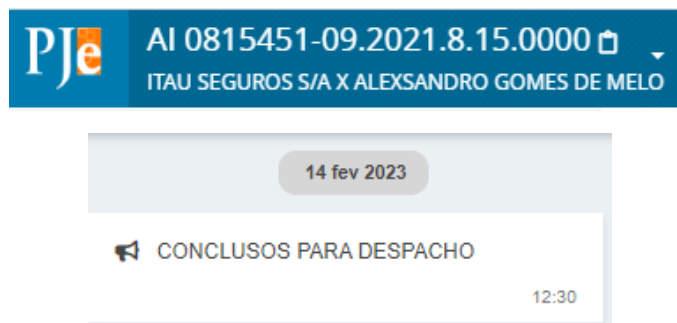 PJe
AI 0815451-09.2021.8.15.0000
ITAU SEGUROS S/A X ALEXSANDRO GOMES DE MELO
14 fev 2023
CONCLUSOS PARA DESPACHO
12:30